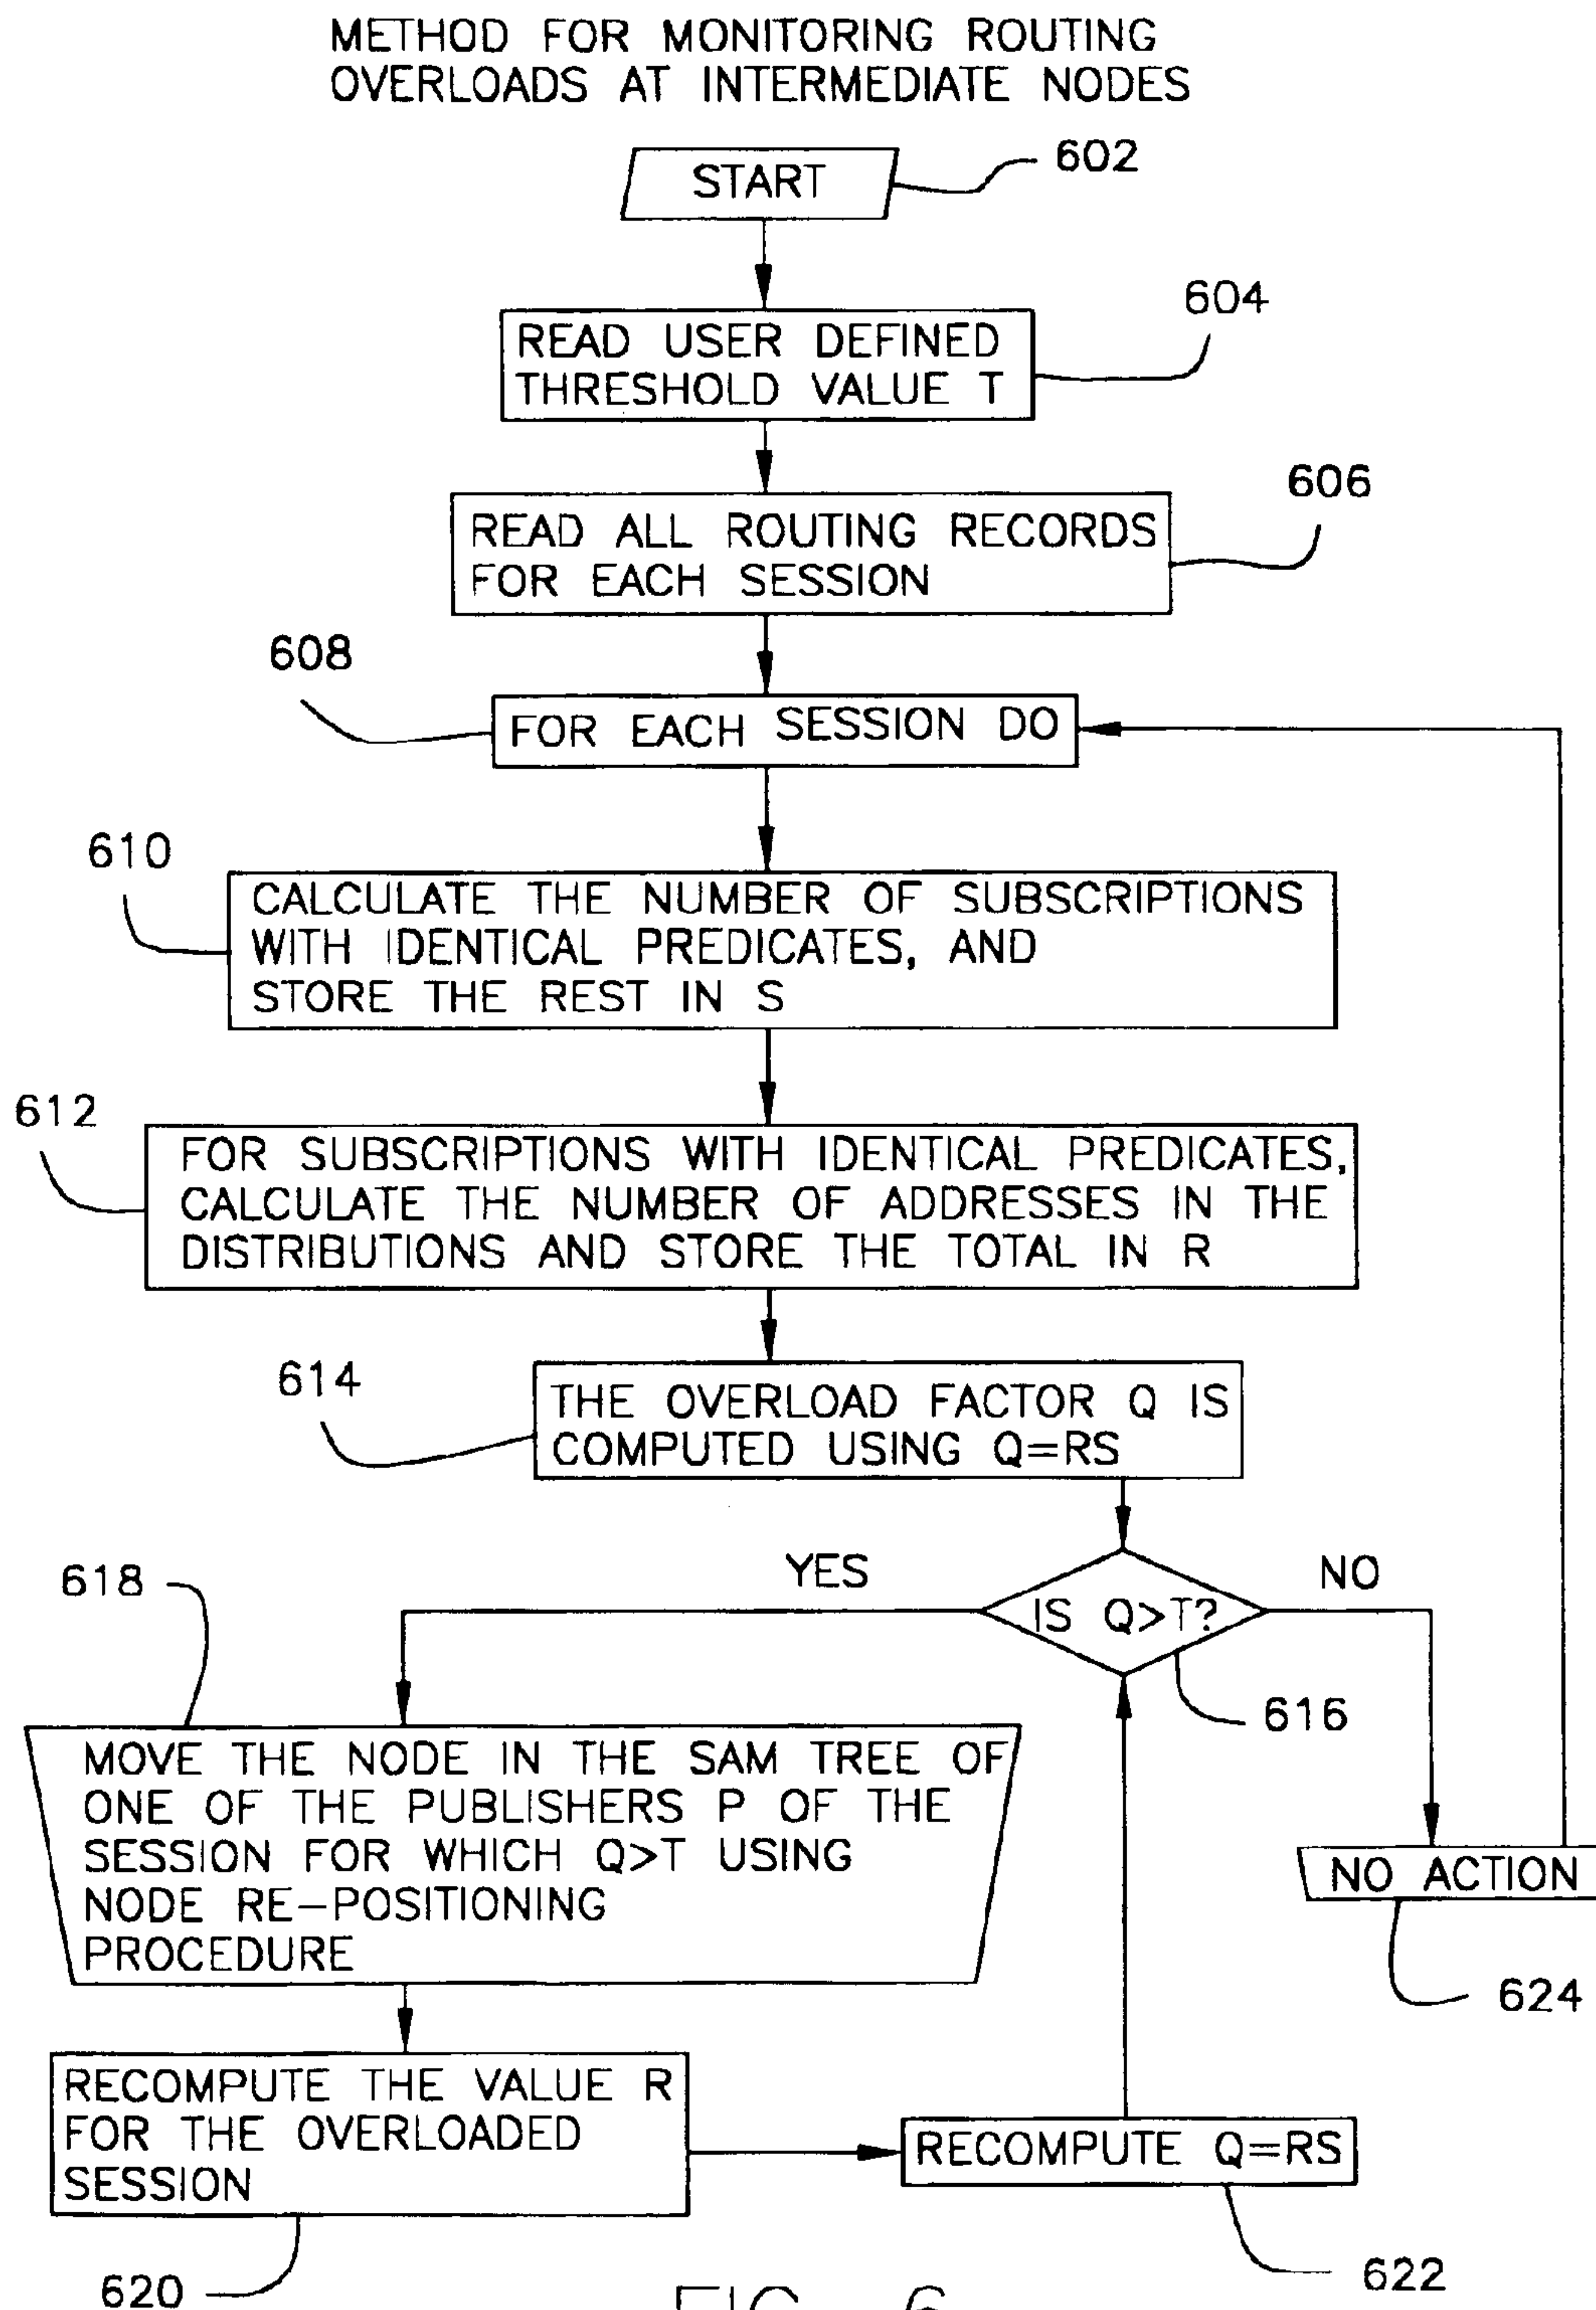 METHOD FOR MONITORING ROUTING
OVERLOADS AT INTERMEDIATE NODES
START
602
604
READ USER DEFINED
THRESHOLD VALUE T
606
READ ALL ROUTING RECORDS
FOR EACH SESSION
608
FOR EACH SESSION DO
610
CALCULATE THE NUMBER OF SUBSCRIPTIONS
WITH IDENTICAL PREDICATES, AND
STORE THE REST IN S
612
FOR SUBSCRIPTIONS WITH IDENTICAL PREDICATES,
CALCULATE THE NUMBER OF ADDRESSES IN THE
DISTRIBUTIONS AND STORE THE TOTAL IN R
614
THE OVERLOAD FACTOR Q IS
COMPUTED USING Q=RS
YES
NO
618
IS Q>T?
616
MOVE THE NODE IN THE SAM TREE OF
ONE OF THE PUBLISHERS P OF THE
SESSION FOR WHICH Q>T USING
NODE RE-POSITIONING
PROCEDURE
NO ACTION
624
RECOMPUTE THE VALUE R
FOR THE OVERLOADED
SESSION
RECOMPUTE Q=RS
620
622
FIG. 6